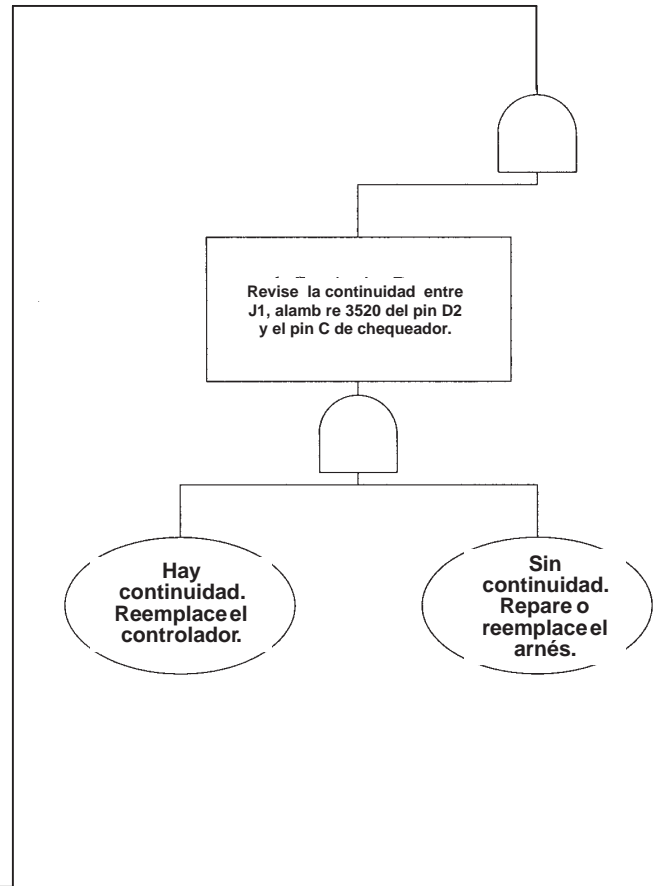 Revise la continuidad entre
J1, alamb re 3520 del pin D2
y el pin C de chequeador.
Hay
continuidad.
Reemplace el
controlador.
Sin
continuidad.
Repare o
reemplace el
arnés.